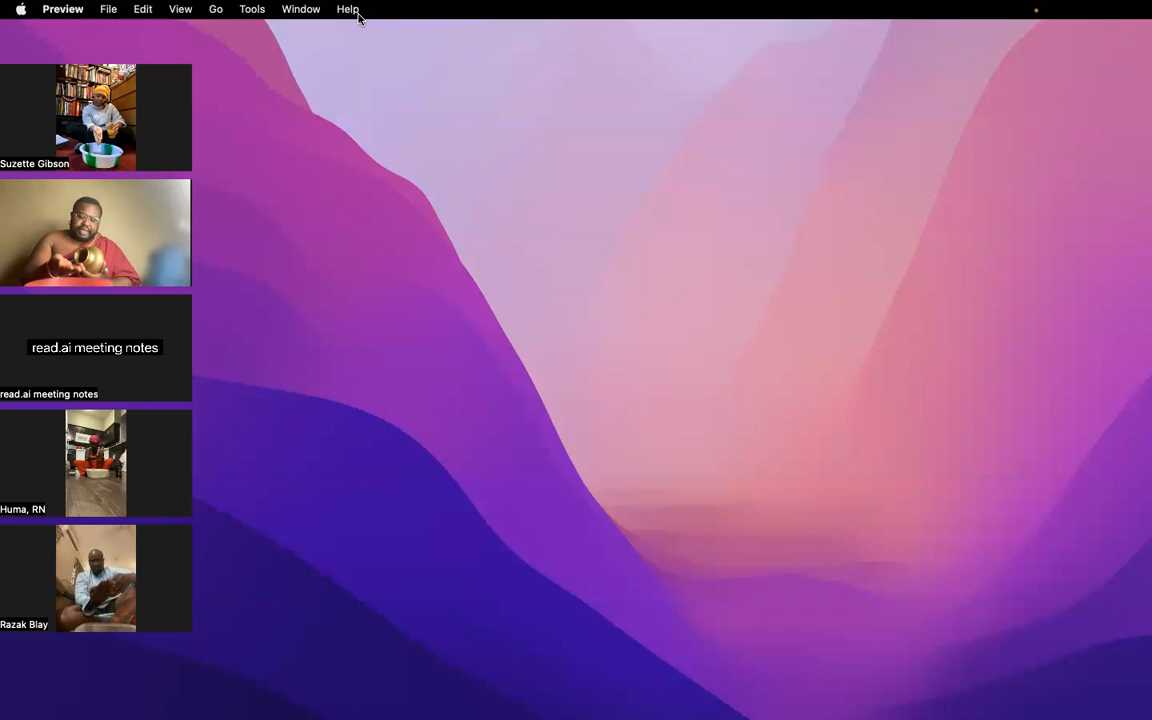 Preview File Edit View Go Tools Window Help
Suzette Gibson
read.ai meeting notes
read.ai meeting notes
Huma, RN
Razak Blay